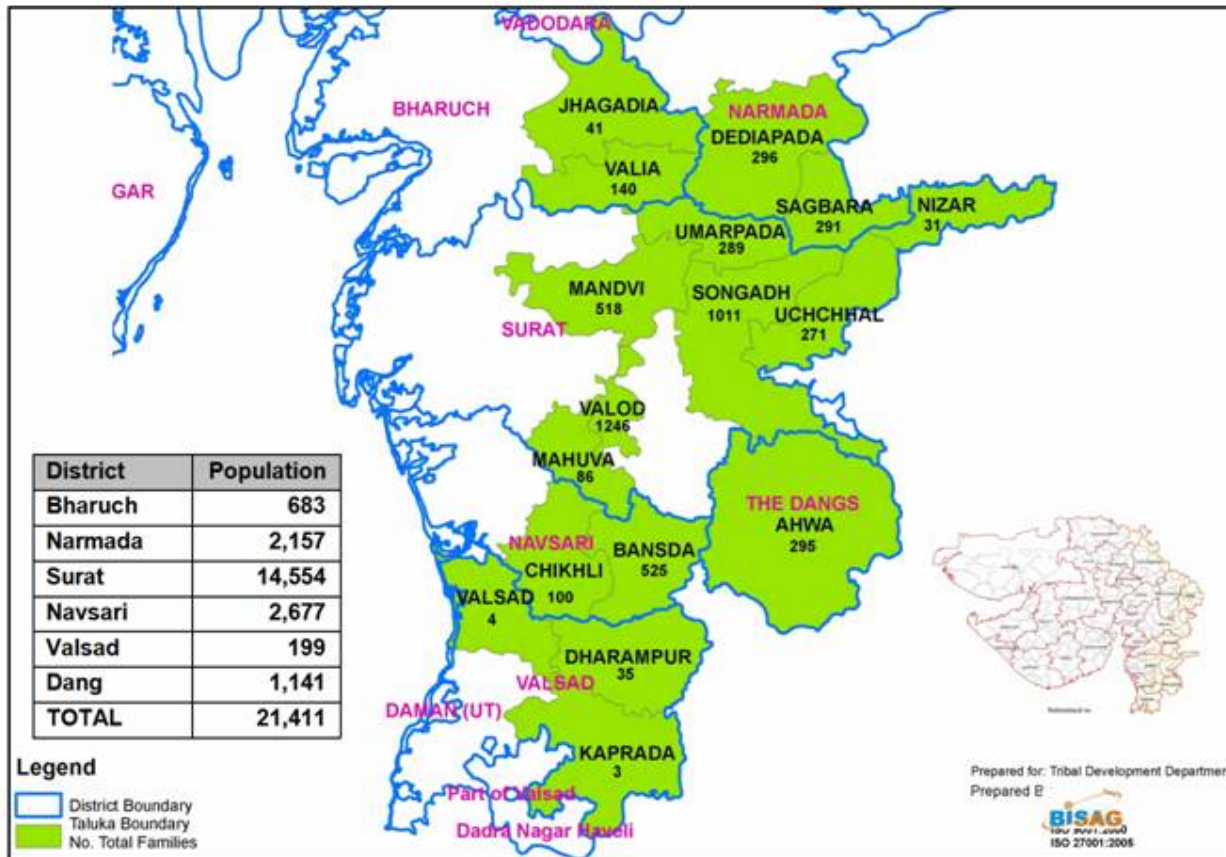 VADODARA
BHARUCH
JHAGADIA
41
NARMADA
DEDIAPADA
296
GAR
VALIA
140
SAGBARA
291
NIZAR
31
UMARPADA
289
MANDVI
518
SONGADH
1011
UCHCHHAL
271
SURAT
VALOD
1246
MAHUVA
86
THE DANGS
AHWA
295
NAVSARI
BANSDA
525
CHIKHLI
100
VALSAD
4
DHARAMPUR
35
VALSAD
DAMAN (UT)
KAPRADA
3
Part of Valsad
Dadra Nagar Haveli
District Population
Bharuch 683
Narmada 2,157
Surat 14,554
Navsari 2,677
Valsad 199
Dang 1,141
TOTAL 21,411
Legend
District Boundary
Taluka Boundary
No. Total Families
Prepared for: Tribal Development Departmen
Prepared B
BISAG
ISO 9001:2000
ISO 27001:2005